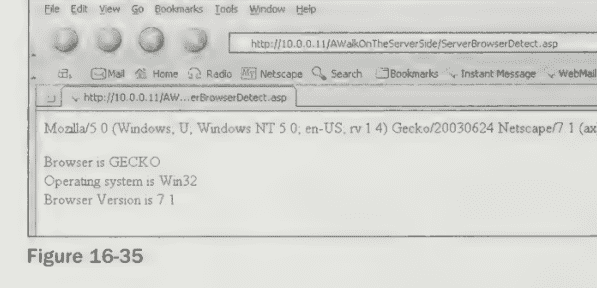 File Edit View Go Bookmarks Tools Window Help
http://10.0.0.11/AWalkOnTheServerSide/ServerBrowserDetect.asp
Mail Home Radio Netscape Search Bookmarks Instant Message WebMail
http://10.0.0.11/AW...erBrowserDetect.asp
Mozilla/5 0 (Windows, U, Windows NT 5 0; en-US, rv 1 4) Gecko/20030624 Netscape/7 1 (ax
Browser is GECKO
Operating system is Win32
Browser Version is 7 1
Figure 16-35